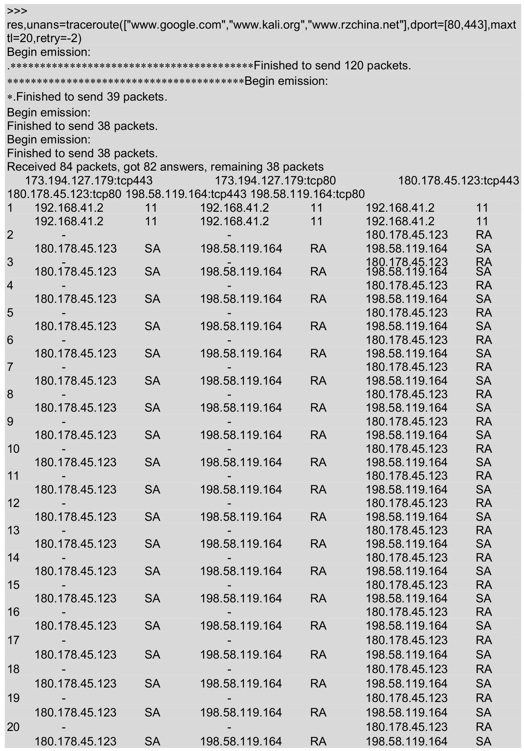 >>>
res,unans=traceroute(["www.google.com","www.kali.org","www.rzchina.net"],dport=[80,443],maxt
tl=20,retry=-2)
Begin emission:
.*****************************************Finished to send 120 packets.
****************************************Begin emission:
*.Finished to send 39 packets.
Begin emission:
Finished to send 38 packets.
Begin emission:
Finished to send 38 packets.
Received 84 packets, got 82 answers, remaining 38 packets
173.194.127.179:tcp443 173.194.127.179:tcp80 180.178.45.123:tcp443
180.178.45.123:tcp80 198.58.119.164:tcp443 198.58.119.164:tcp80
1 192.168.41.2 11 192.168.41.2 11 192.168.41.2 11
192.168.41.2 11 192.168.41.2 11 192.168.41.2 11
2 - - 180.178.45.123 RA
180.178.45.123 SA 198.58.119.164 RA 198.58.119.164 SA
3 - - 180.178.45.123 RA
180.178.45.123 SA 198.58.119.164 RA 198.58.119.164 SA
4 - - 180.178.45.123 RA
180.178.45.123 SA 198.58.119.164 RA 198.58.119.164 SA
5 - - 180.178.45.123 RA
180.178.45.123 SA 198.58.119.164 RA 198.58.119.164 SA
6 - - 180.178.45.123 RA
180.178.45.123 SA 198.58.119.164 RA 198.58.119.164 SA
7 - - 180.178.45.123 RA
180.178.45.123 SA 198.58.119.164 RA 198.58.119.164 SA
8 - - 180.178.45.123 RA
180.178.45.123 SA 198.58.119.164 RA 198.58.119.164 SA
9 - - 180.178.45.123 RA
180.178.45.123 SA 198.58.119.164 RA 198.58.119.164 SA
10 - - 180.178.45.123 RA
180.178.45.123 SA 198.58.119.164 RA 198.58.119.164 SA
11 - - 180.178.45.123 RA
180.178.45.123 SA 198.58.119.164 RA 198.58.119.164 SA
12 - - 180.178.45.123 RA
180.178.45.123 SA 198.58.119.164 RA 198.58.119.164 SA
13 - - 180.178.45.123 RA
180.178.45.123 SA 198.58.119.164 RA 198.58.119.164 SA
14 - - 180.178.45.123 RA
180.178.45.123 SA 198.58.119.164 RA 198.58.119.164 SA
15 - - 180.178.45.123 RA
180.178.45.123 SA 198.58.119.164 RA 198.58.119.164 SA
16 - - 180.178.45.123 RA
180.178.45.123 SA 198.58.119.164 RA 198.58.119.164 SA
17 - - 180.178.45.123 RA
180.178.45.123 SA 198.58.119.164 RA 198.58.119.164 SA
18 - - 180.178.45.123 RA
180.178.45.123 SA 198.58.119.164 RA 198.58.119.164 SA
19 - - 180.178.45.123 RA
180.178.45.123 SA 198.58.119.164 RA 198.58.119.164 SA
20 - - 180.178.45.123 RA
180.178.45.123 SA 198.58.119.164 RA 198.58.119.164 SA